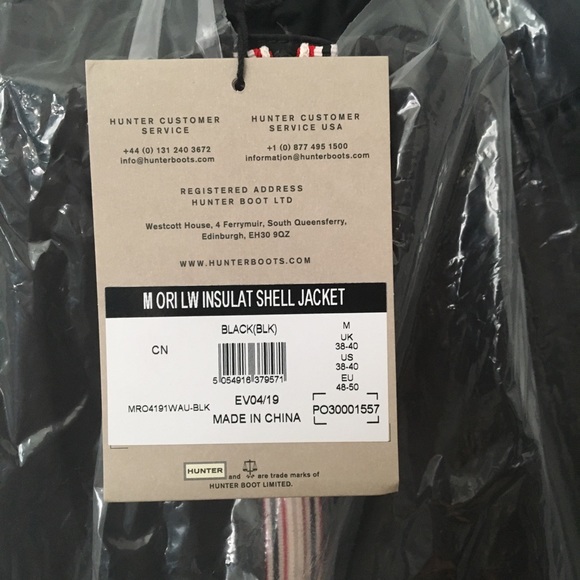 HUNTER CUSTOMER SERVICE
+44 (0) 131 240 3672
info@hunterboots.com
HUNTER CUSTOMER SERVICE USA
+1 (0) 877 495 1500
information@hunterboots.com
REGISTERED ADDRESS
HUNTER BOOT LTD
Westcott House, 4 Ferrymuir, South Queensferry,
Edinburgh, EH30 9QZ
WWW.HUNTERBOOTS.COM
M ORI LW INSULAT SHELL JACKET
CN
BLACK(BLK)
5 054916 379571
M
UK
38-40
US
38-40
EU
48-50
MRO4191WAU-BLK
EV04/19
MADE IN CHINA
PO30001557
HUNTER and are trade marks of
HUNTER BOOT LIMITED.